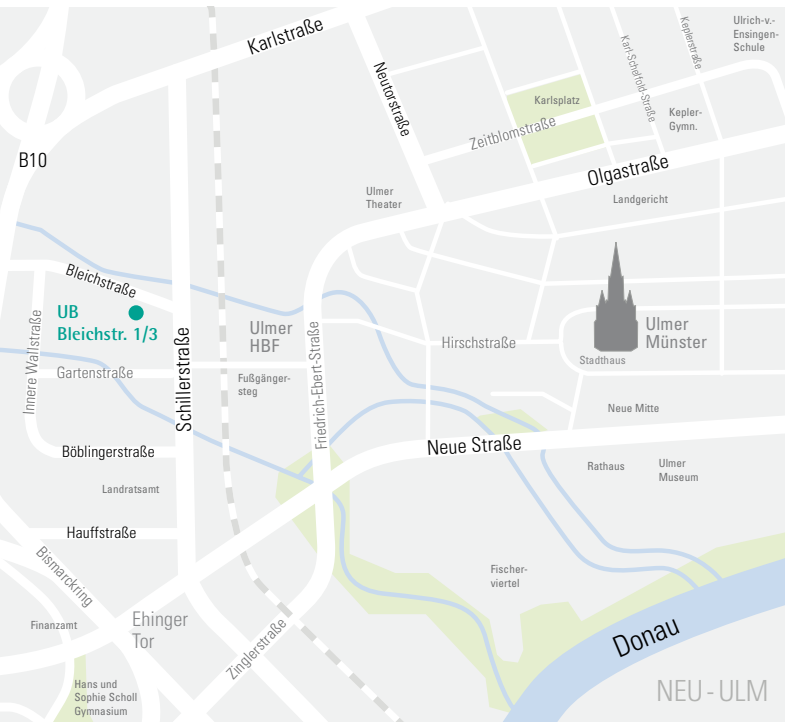 Karlstraße
Neutorstraße
Keplerstraße
Karl-Schefold-Straße
Ulrich-v.-
Ensingen-
Schule
Karlsplatz
Kepler-
Gymn.
Zeitblomstraße
B10
Olgastraße
Ulmer
Theater
Landgericht
Bleichstraße
UB
Bleichstr. 1/3
Innere Wallstraße
Gartenstraße
Schillerstraße
Ulmer
HBF
Fußgänger-
steg
Friedrich-Ebert-Straße
Hirschstraße
Ulmer
Münster
Stadthaus
Neue Mitte
Böblingerstraße
Neue Straße
Rathaus
Ulmer
Museum
Landratsamt
Hauffstraße
Bismarckring
Fischer-
viertel
Finanzamt
Ehinger
Tor
Zinglerstraße
Donau
Hans und
Sophie Scholl
Gymnasium
NEU-ULM